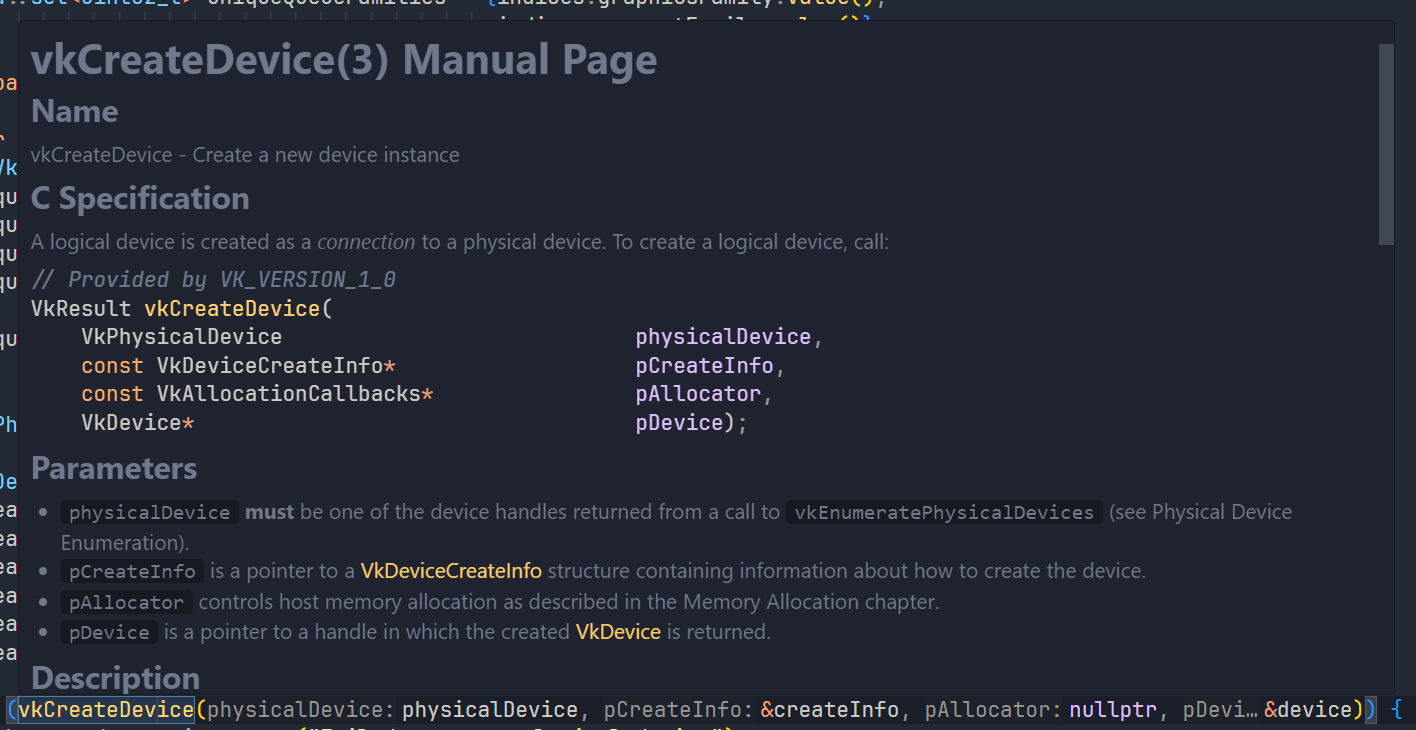 vkCreateDevice(3) Manual Page
Name
vkCreateDevice - Create a new device instance
C Specification
A logical device is created as a connection to a physical device. To create a logical device, call:
// Provided by VK_VERSION_1_0
VkResult vkCreateDevice(
    VkPhysicalDevice                            physicalDevice,
    const VkDeviceCreateInfo*                   pCreateInfo,
    const VkAllocationCallbacks*                pAllocator,
    VkDevice*                                   pDevice);
Parameters
• physicalDevice must be one of the device handles returned from a call to vkEnumeratePhysicalDevices (see Physical Device
Enumeration).
• pCreateInfo is a pointer to a VkDeviceCreateInfo structure containing information about how to create the device.
• pAllocator controls host memory allocation as described in the Memory Allocation chapter.
• pDevice is a pointer to a handle in which the created VkDevice is returned.
Description
(vkCreateDevice(physicalDevice: physicalDevice, pCreateInfo: &createInfo, pAllocator: nullptr, pDevi…&device)) {